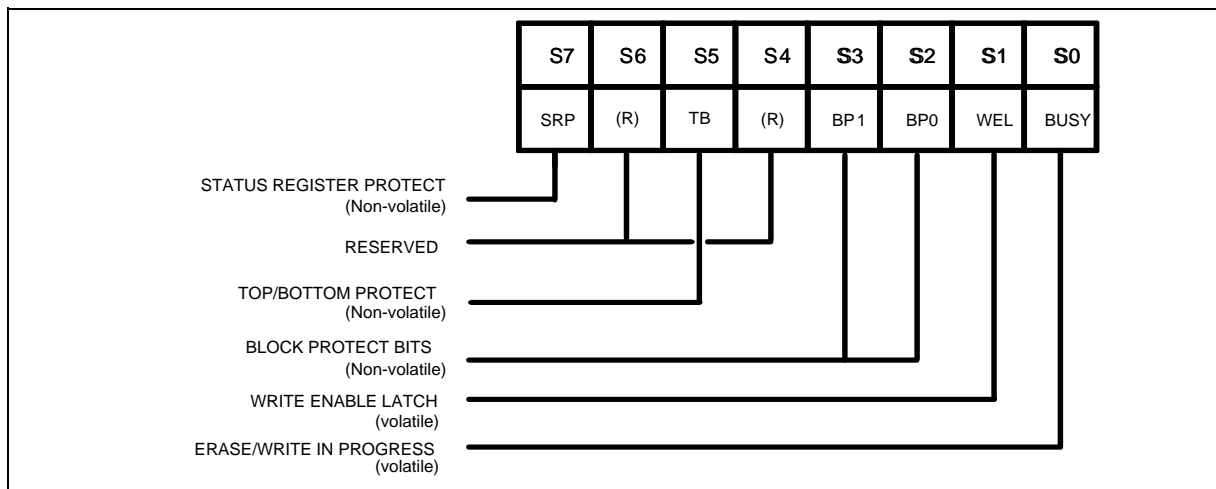 S7 S6 S5 S4 S3 S2 S1 S0
SRP (R) TB (R) BP1 BP0 WEL BUSY
STATUS REGISTER PROTECT
(Non-volatile)
RESERVED
TOP/BOTTOM PROTECT
(Non-volatile)
BLOCK PROTECT BITS
(Non-volatile)
WRITE ENABLE LATCH
(volatile)
ERASE/WRITE IN PROGRESS
(volatile)